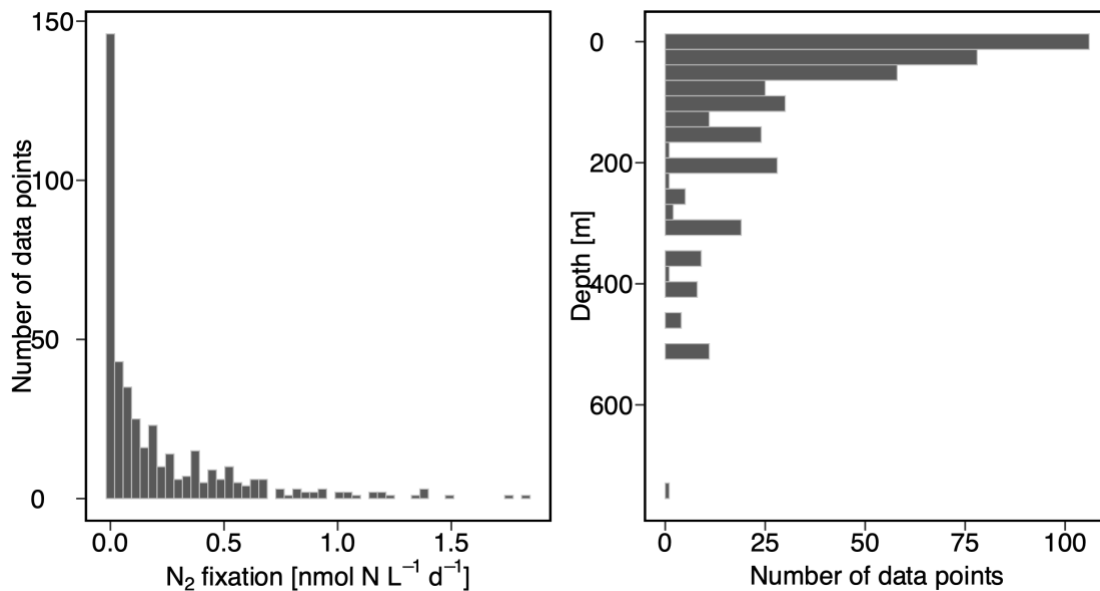 150
100
50
0
Number of data points
0.0 0.5 1.0 1.5
N₂ fixation [nmol N L⁻¹ d⁻¹]
0
200
400
600
Depth [m]
0 25 50 75 100
Number of data points